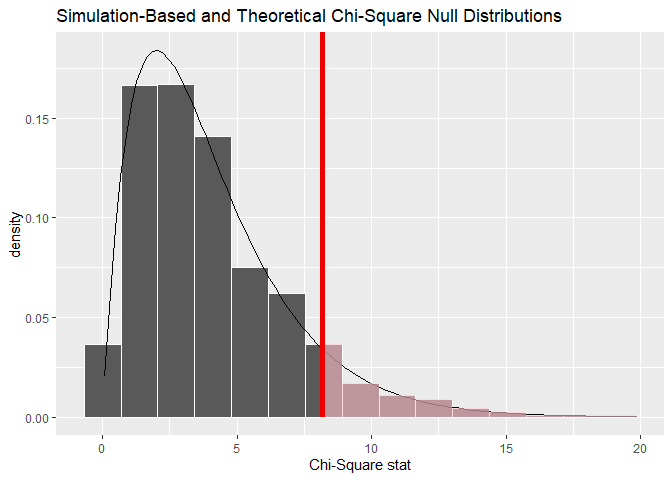 Simulation-Based and Theoretical Chi-Square Null Distributions
density
0.15
0.10
0.05
0.00
0 5 10 15 20
Chi-Square stat